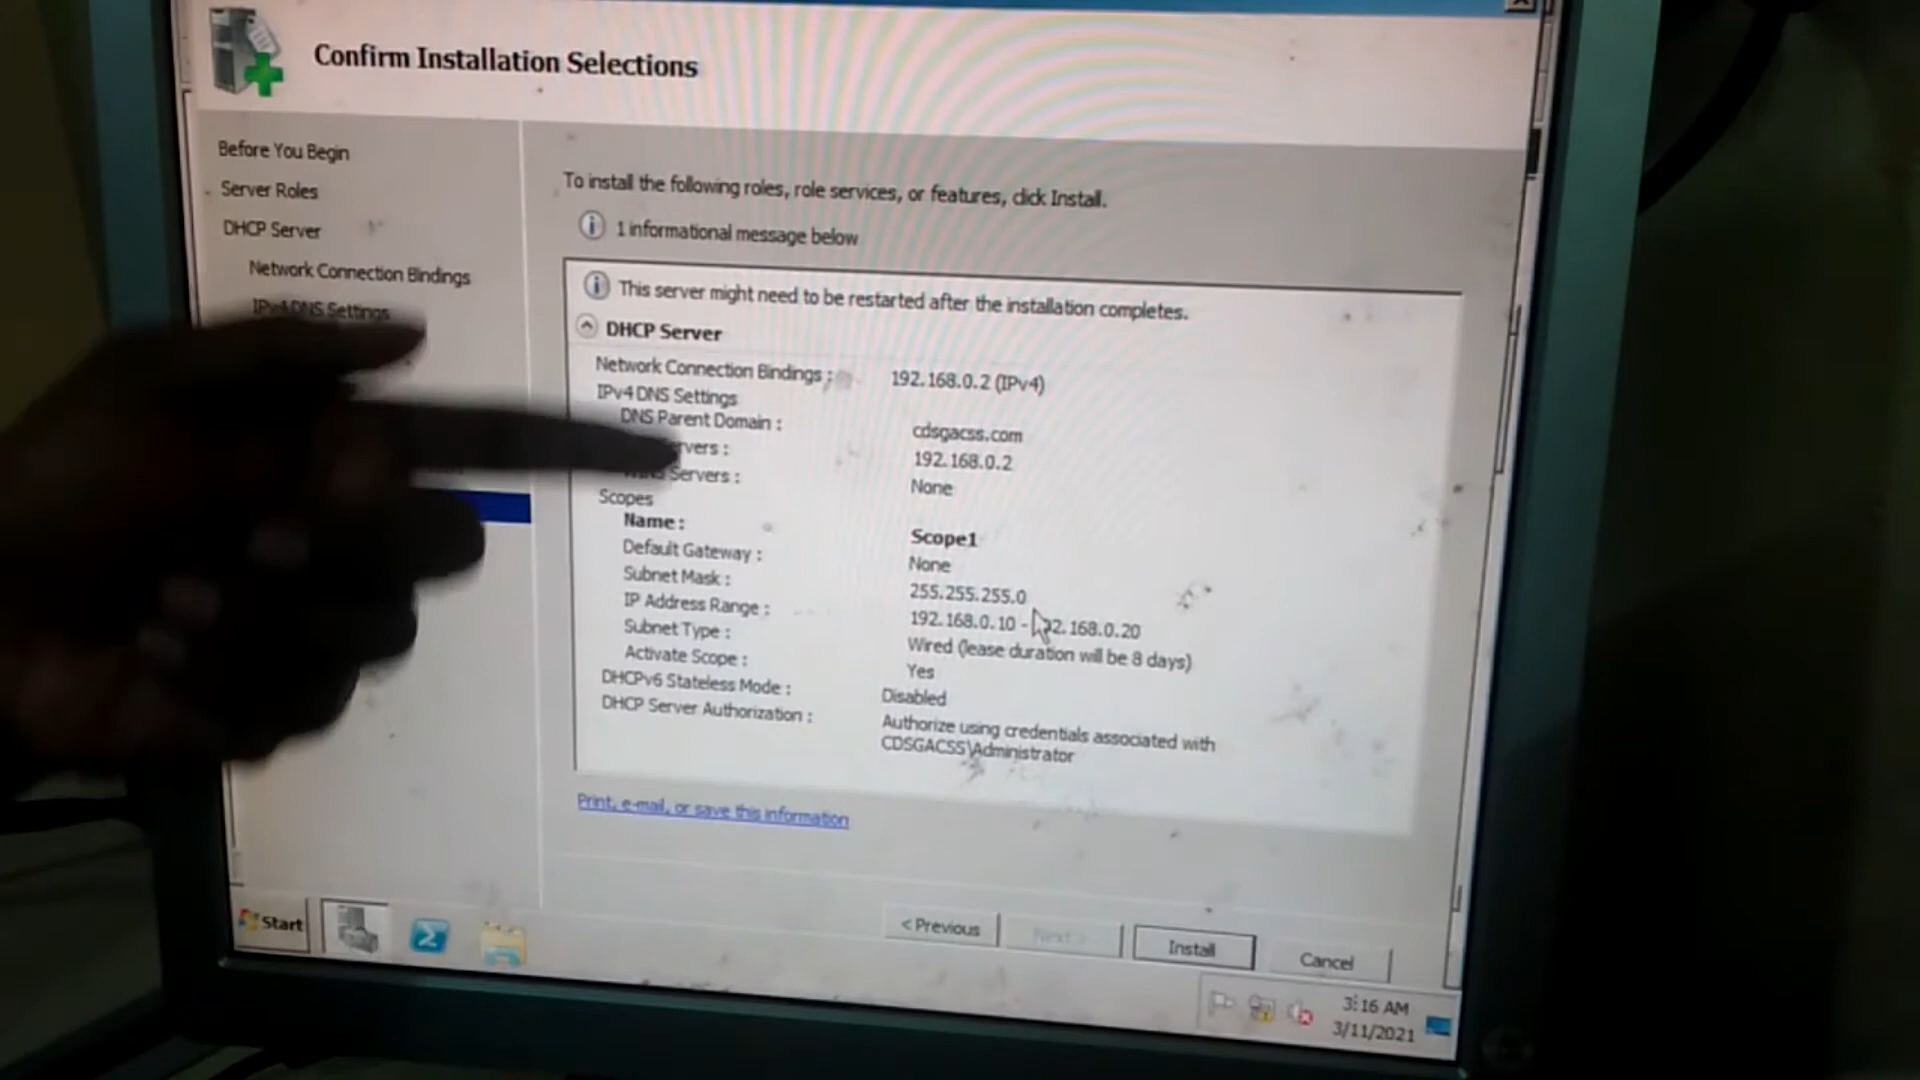 Confirm Installation Selections
Before You Begin
Server Roles
DHCP Server
Network Connection Bindings
IPv4 DNS Settings
To install the following roles, role services, or features, click Install.
1 informational message below
This server might need to be restarted after the installation completes.
DHCP Server
Network Connection Bindings : 192.168.0.2 (IPv4)
IPv4 DNS Settings
DNS Parent Domain : cdsgacss.com
192.168.0.2
Servers : None
Scopes
Name : Scope1
Default Gateway : None
Subnet Mask : 255.255.255.0
IP Address Range : 192.168.0.10 - 192.168.0.20
Subnet Type : Wired (lease duration will be 8 days)
Activate Scope : Yes
DHCPv6 Stateless Mode : Disabled
DHCP Server Authorization : Authorize using credentials associated with
CDSGACSS\Administrator
Print, e-mail, or save this information
< Previous
Next >
Install
Cancel
Start
3:16 AM
3/11/2021